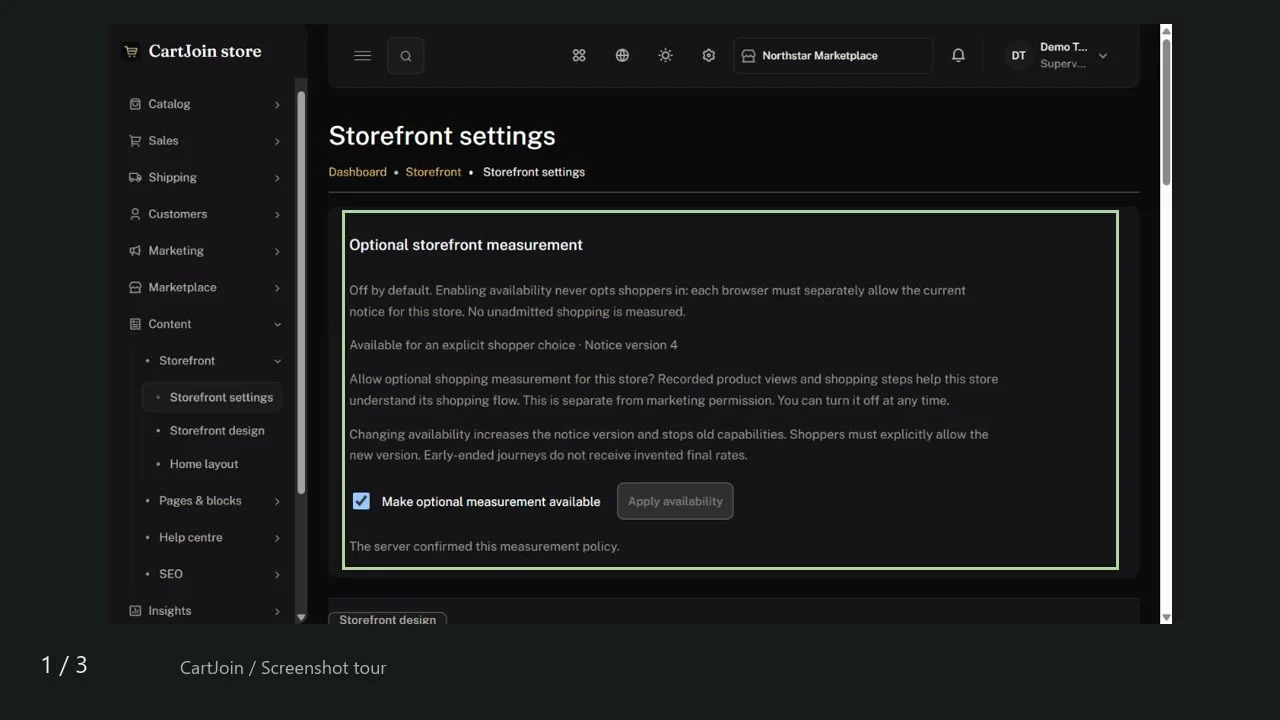 CartJoin store
Northstar Marketplace
DT
Demo T...
Superv...
Catalog
Sales
Shipping
Customers
Marketing
Marketplace
Content
Storefront
Storefront settings
Storefront design
Home layout
Pages & blocks
Help centre
SEO
Insights
Storefront settings
Dashboard • Storefront • Storefront settings
Optional storefront measurement
Off by default. Enabling availability never opts shoppers in: each browser must separately allow the current
notice for this store. No unadmitted shopping is measured.
Available for an explicit shopper choice · Notice version 4
Allow optional shopping measurement for this store? Recorded product views and shopping steps help this store
understand its shopping flow. This is separate from marketing permission. You can turn it off at any time.
Changing availability increases the notice version and stops old capabilities. Shoppers must explicitly allow the
new version. Early-ended journeys do not receive invented final rates.
Make optional measurement available
Apply availability
The server confirmed this measurement policy.
Storefront design
1 / 3
CartJoin / Screenshot tour